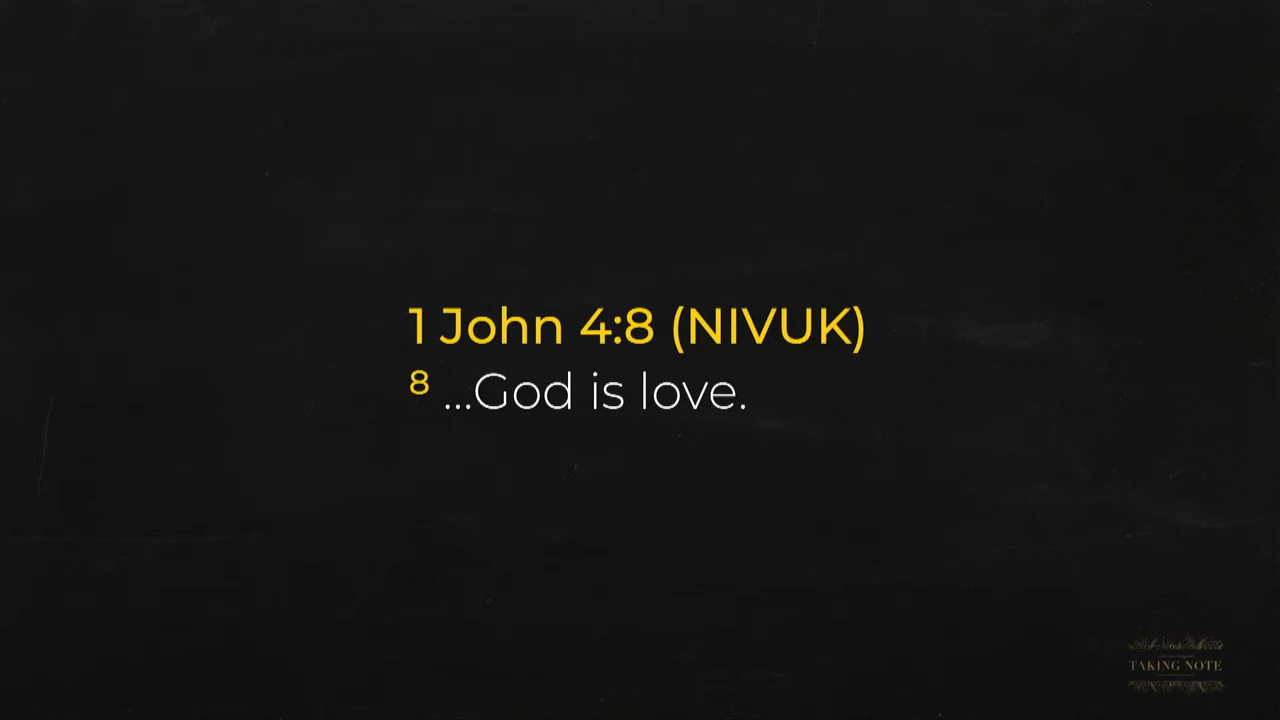 1 John 4:8 (NIVUK)
8 ...God is love.
TAKING NOTE